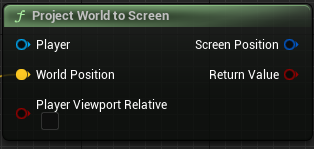 Project World to Screen
Player
Screen Position
World Position
Return Value
Player Viewport Relative